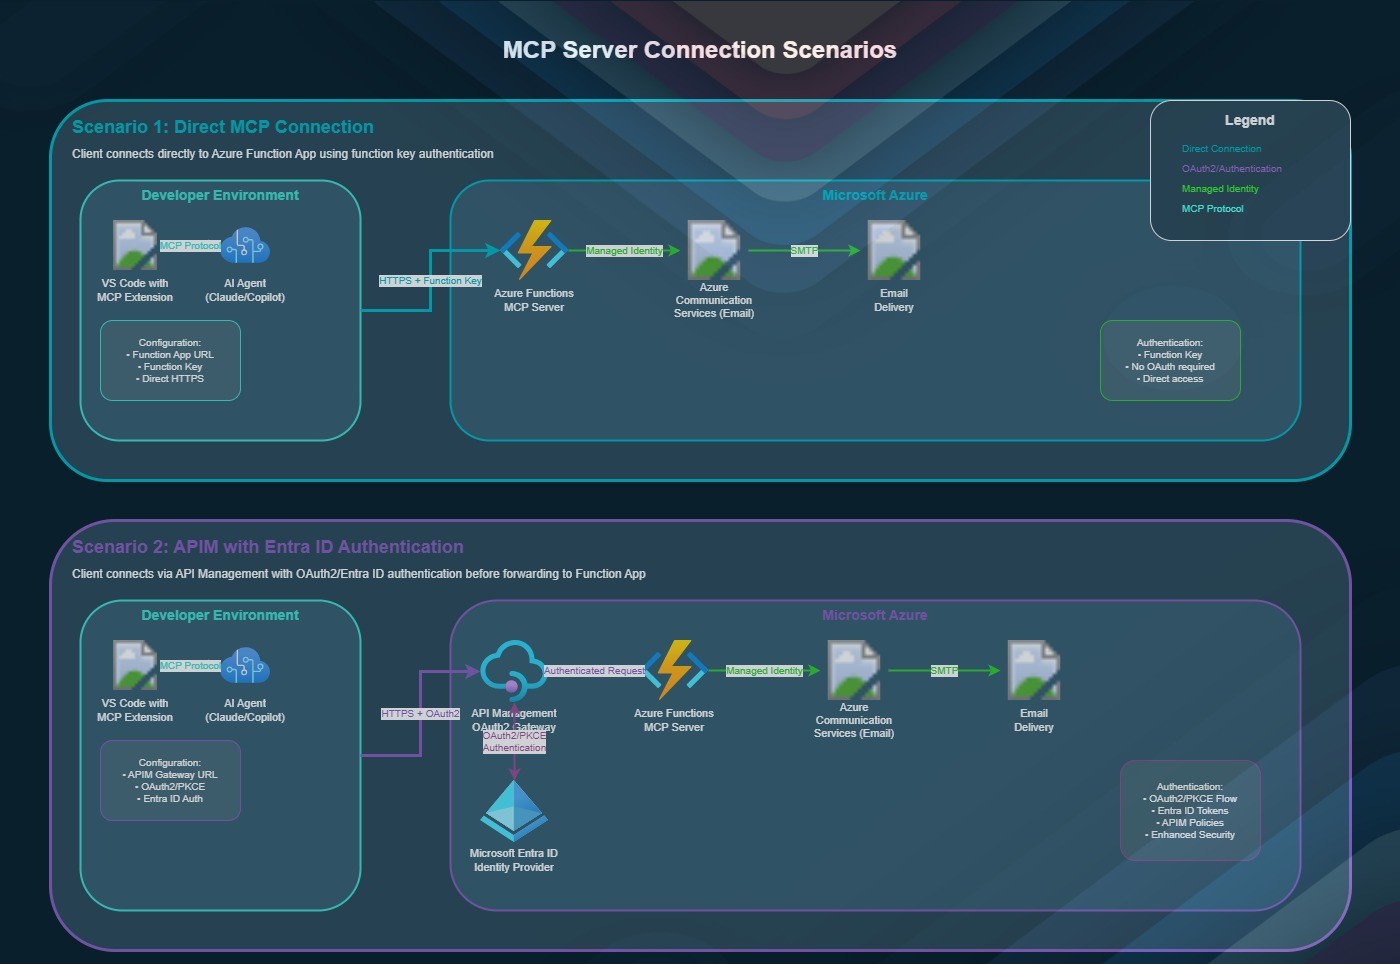 MCP Server Connection Scenarios
Scenario 1: Direct MCP Connection
Client connects directly to Azure Function App using function key authentication
Legend
Direct Connection
OAuth2/Authentication
Managed Identity
MCP Protocol
Developer Environment
MCP Protocol
VS Code with
MCP Extension
AI Agent
(Claude/Copilot)
Configuration:
- Function App URL
- Function Key
- Direct HTTPS
HTTPS + Function Key
Microsoft Azure
Azure Functions
MCP Server
Managed Identity
Azure
Communication
Services (Email)
SMTP
Email
Delivery
Authentication:
- Function Key
- No OAuth required
- Direct access
Scenario 2: APIM with Entra ID Authentication
Client connects via API Management with OAuth2/Entra ID authentication before forwarding to Function App
Developer Environment
MCP Protocol
VS Code with
MCP Extension
AI Agent
(Claude/Copilot)
Configuration:
- APIM Gateway URL
- OAuth2/PKCE
- Entra ID Auth
HTTPS + OAuth2
Microsoft Azure
API Management
OAuth2 Gateway
OAuth2/PKCE
Authentication
Microsoft Entra ID
Identity Provider
Authenticated Request
Azure Functions
MCP Server
Managed Identity
Azure
Communication
Services (Email)
SMTP
Email
Delivery
Authentication:
- OAuth2/PKCE Flow
- Entra ID Tokens
- APIM Policies
- Enhanced Security